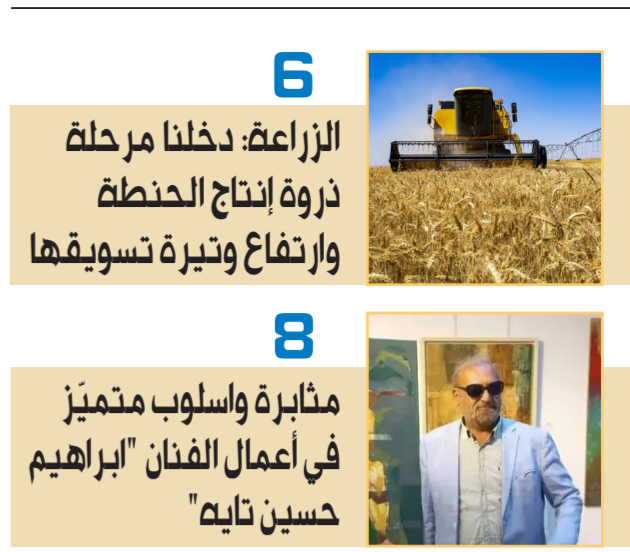 6
الزراعة: دخلنا مرحلة
ذروة إنتاج الحنطة
وارتفاع وتيرة تسويقها
8
مثابرة واسلوب متميّز
في أعمال الفنان "ابراهيم
حسين تايه"